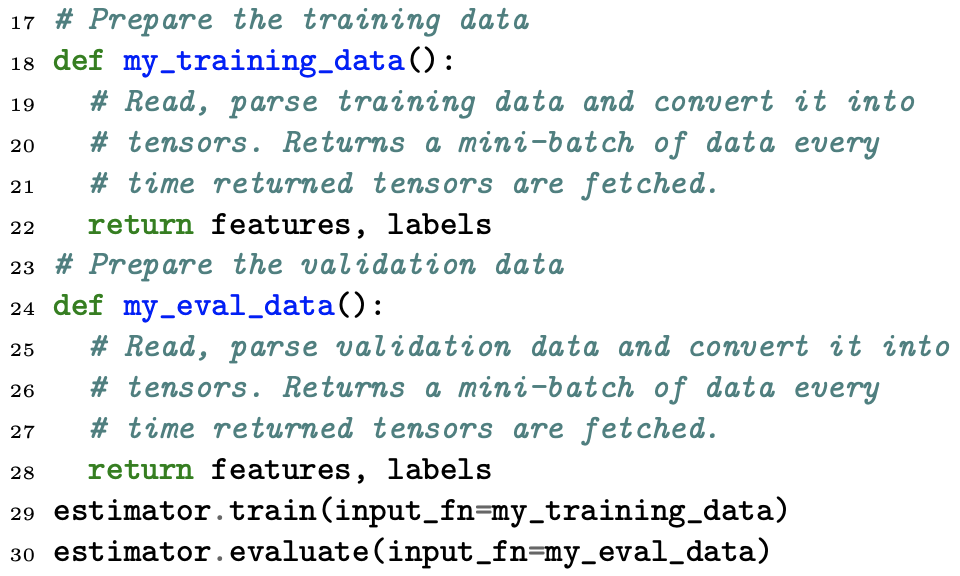 17 # Prepare the training data
18 def my_training_data():
19   # Read, parse training data and convert it into
20   # tensors. Returns a mini-batch of data every
21   # time returned tensors are fetched.
22   return features, labels
23 # Prepare the validation data
24 def my_eval_data():
25   # Read, parse validation data and convert it into
26   # tensors. Returns a mini-batch of data every
27   # time returned tensors are fetched.
28   return features, labels
29 estimator.train(input_fn=my_training_data)
30 estimator.evaluate(input_fn=my_eval_data)